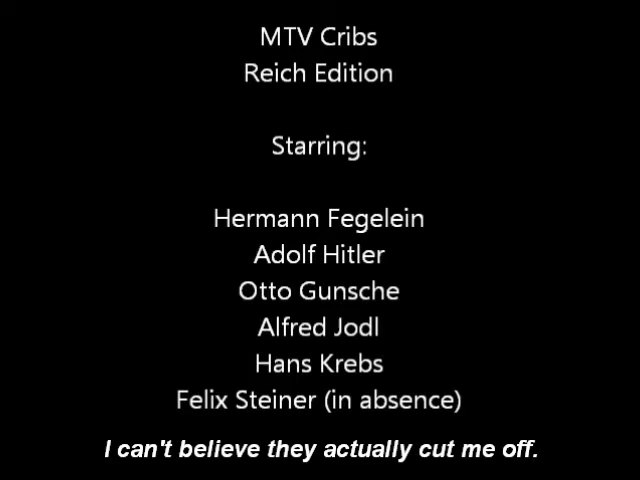 MTV Cribs
Reich Edition
Starring:
Hermann Fegelein
Adolf Hitler
Otto Gunsche
Alfred Jodl
Hans Krebs
Felix Steiner (in absence)
I can't believe they actually cut me off.